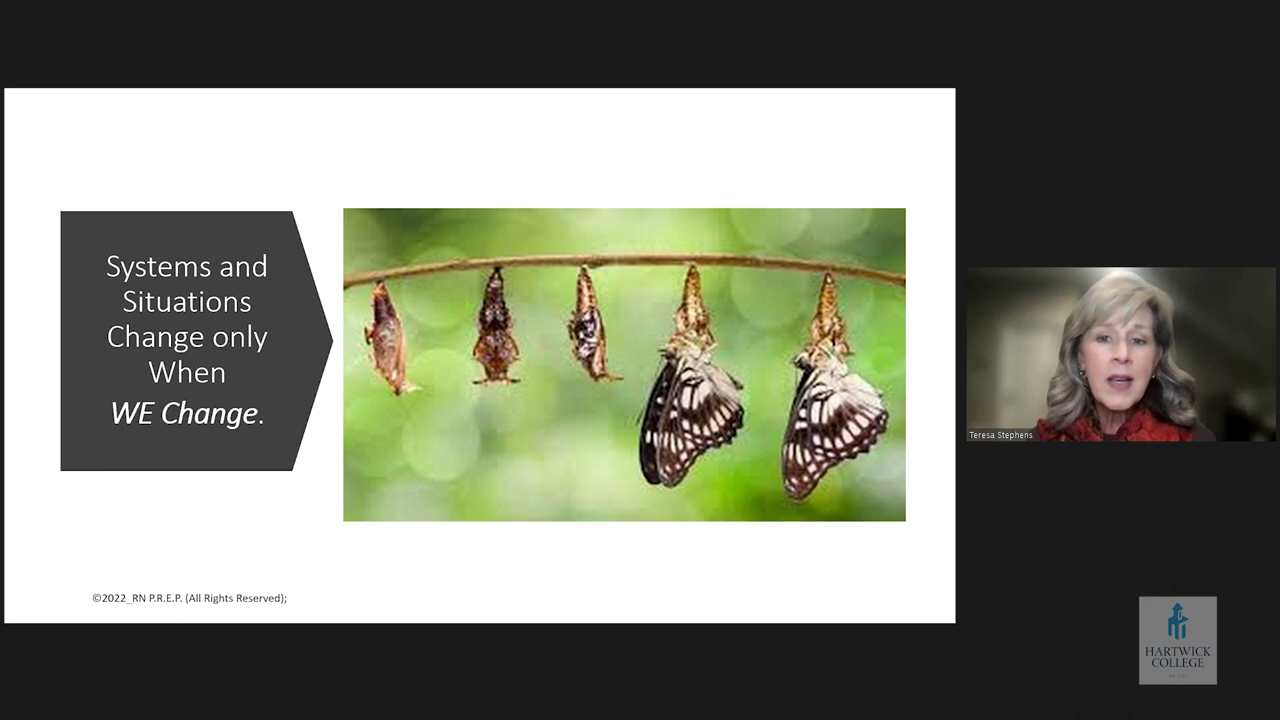 Systems and
Situations
Change only
When
WE Change.
©2022_RN P.R.E.P. (All Rights Reserved);
Teresa Stephens
HARTWICK
COLLEGE